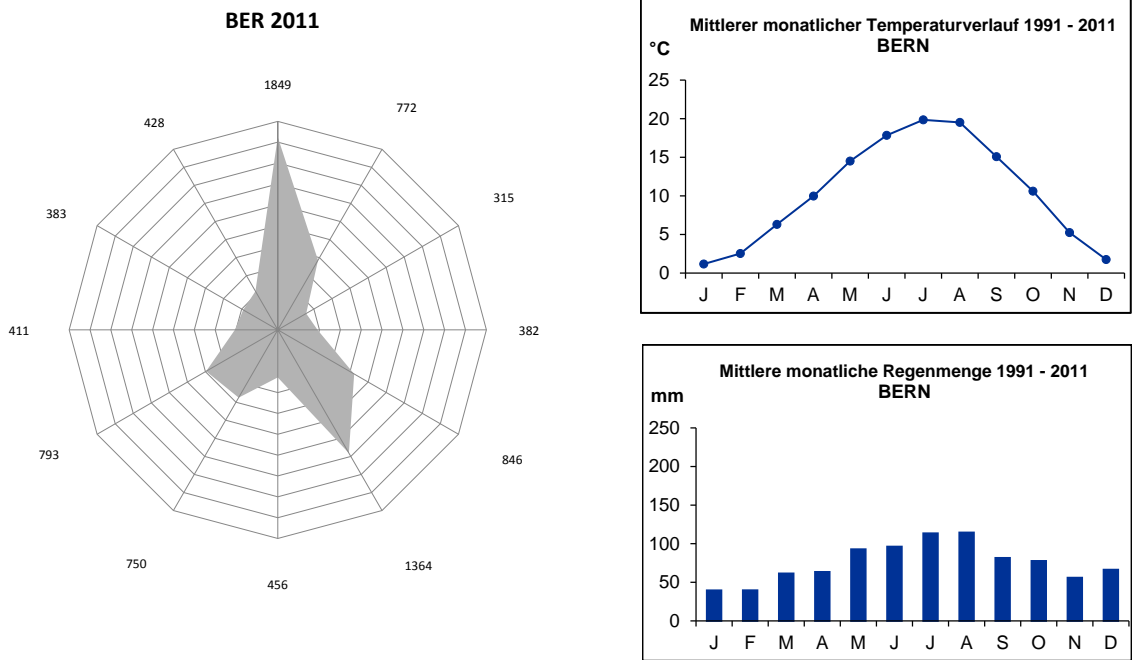 BER 2011
1849
772
315
382
846
1364
456
750
793
411
383
428
Mittlerer monatlicher Temperaturverlauf 1991 - 2011
BERN
°C
25
20
15
10
5
0
J F M A M J J A S O N D
Mittlere monatliche Regenmenge 1991 - 2011
BERN
mm
250
200
150
100
50
0
J F M A M J J A S O N D